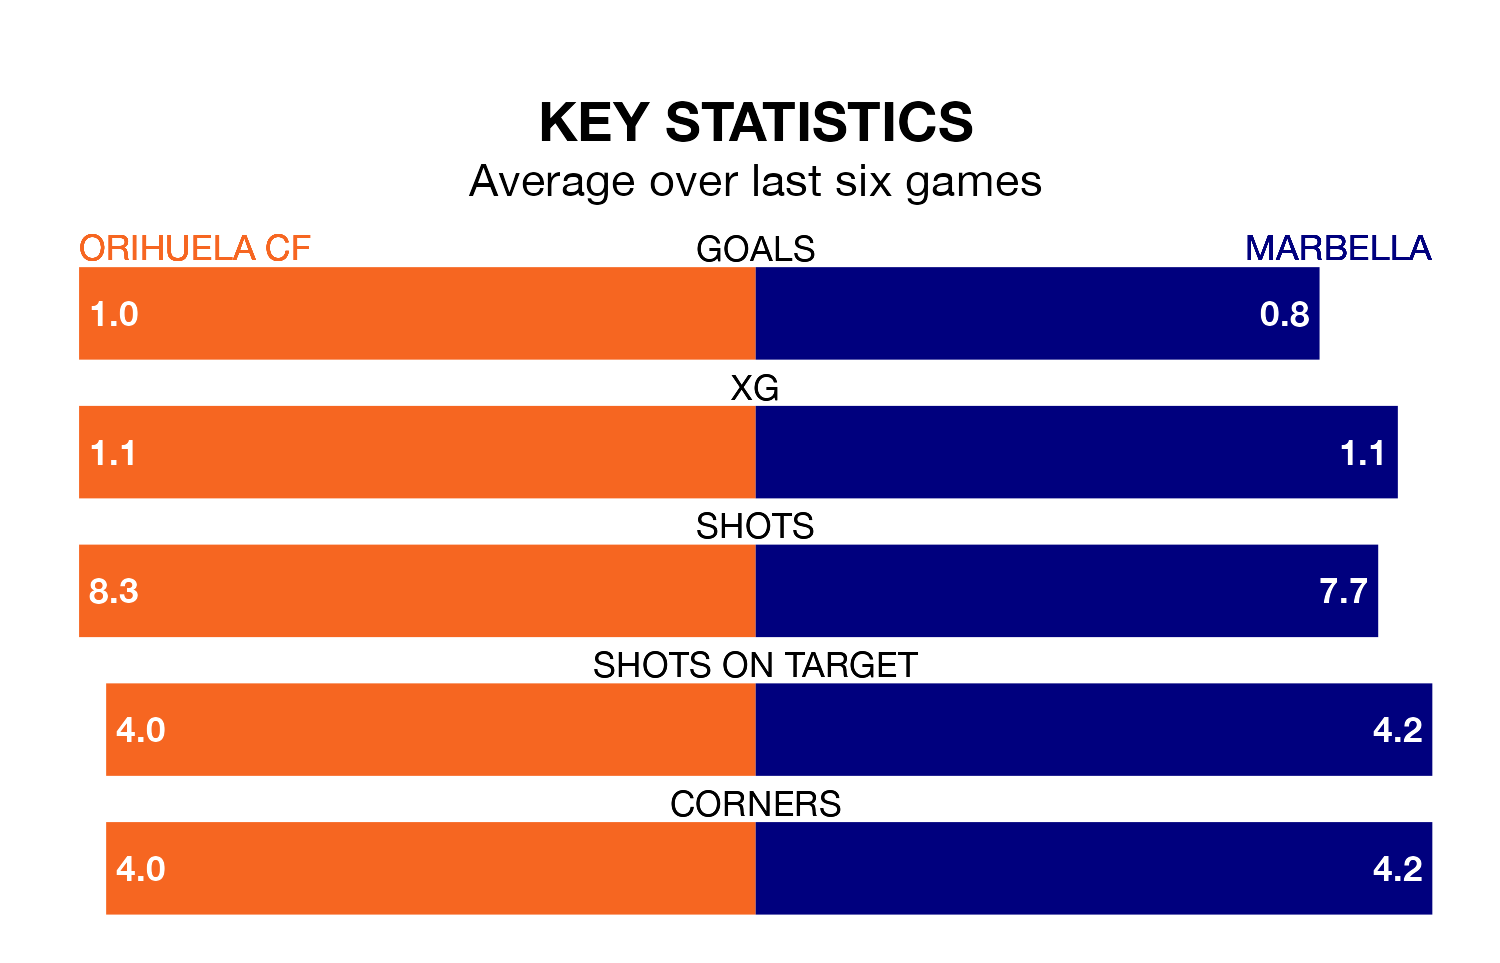 KEY STATISTICS
Average over last six games
ORIHUELA CF GOALS MARBELLA
1.0 0.8
XG
1.1 1.1
SHOTS
8.3 7.7
SHOTS ON TARGET
4.0 4.2
CORNERS
4.0 4.2